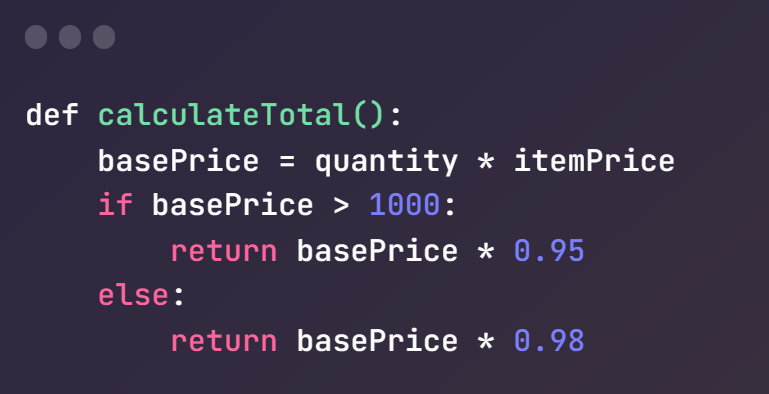 def calculateTotal():
    basePrice = quantity * itemPrice
    if basePrice > 1000:
        return basePrice * 0.95
    else:
        return basePrice * 0.98